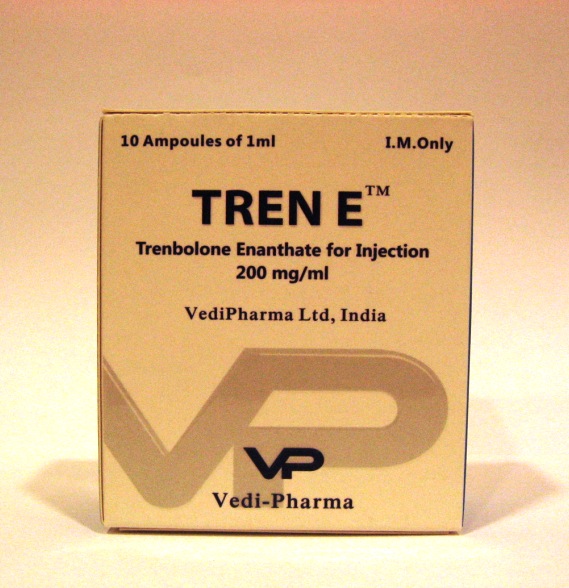 10 Ampoules of 1ml I.M.Only
TREN E™
Trenbolone Enanthate for Injection
200 mg/ml
VediPharma Ltd, India
VP
VP
Vedi-Pharma